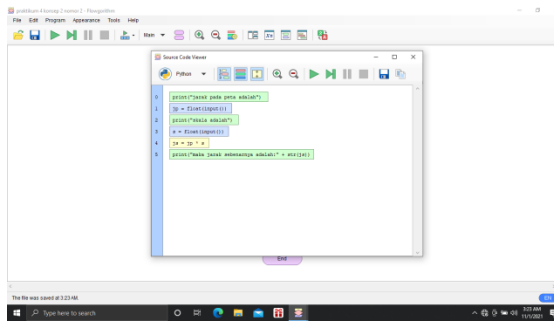 praktikum 4 konsep 2 nomor 2 - Flowgorithm
File Edit Program Appearance Tools Help
Main
Source Code Viewer
Python
0 print("jarak pada peta adalah")
1 jp = float(input())
2 print("skala adalah")
3 s = float(input())
4 js = jp * s
5 print("maka jarak sebenarnya adalah:" + str(js))
End
The file was saved at 3:23 AM.
Type here to search
3:23 AM
11/1/2021